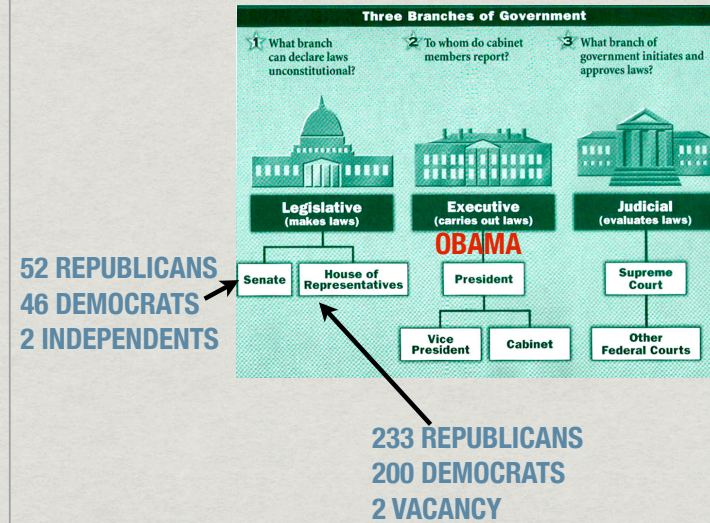 Three Branches of Government
1 What branch
can declare laws
unconstitutional?
2 To whom do cabinet
members report?
3 What branch of
government initiates and
approves laws?
Legislative
(makes laws)
Executive
(carries out laws)
Judicial
(evaluates laws)
OBAMA
52 REPUBLICANS
46 DEMOCRATS
2 INDEPENDENTS
Senate
House of
Representatives
President
Supreme
Court
Vice
President
Cabinet
Other
Federal Courts
233 REPUBLICANS
200 DEMOCRATS
2 VACANCY